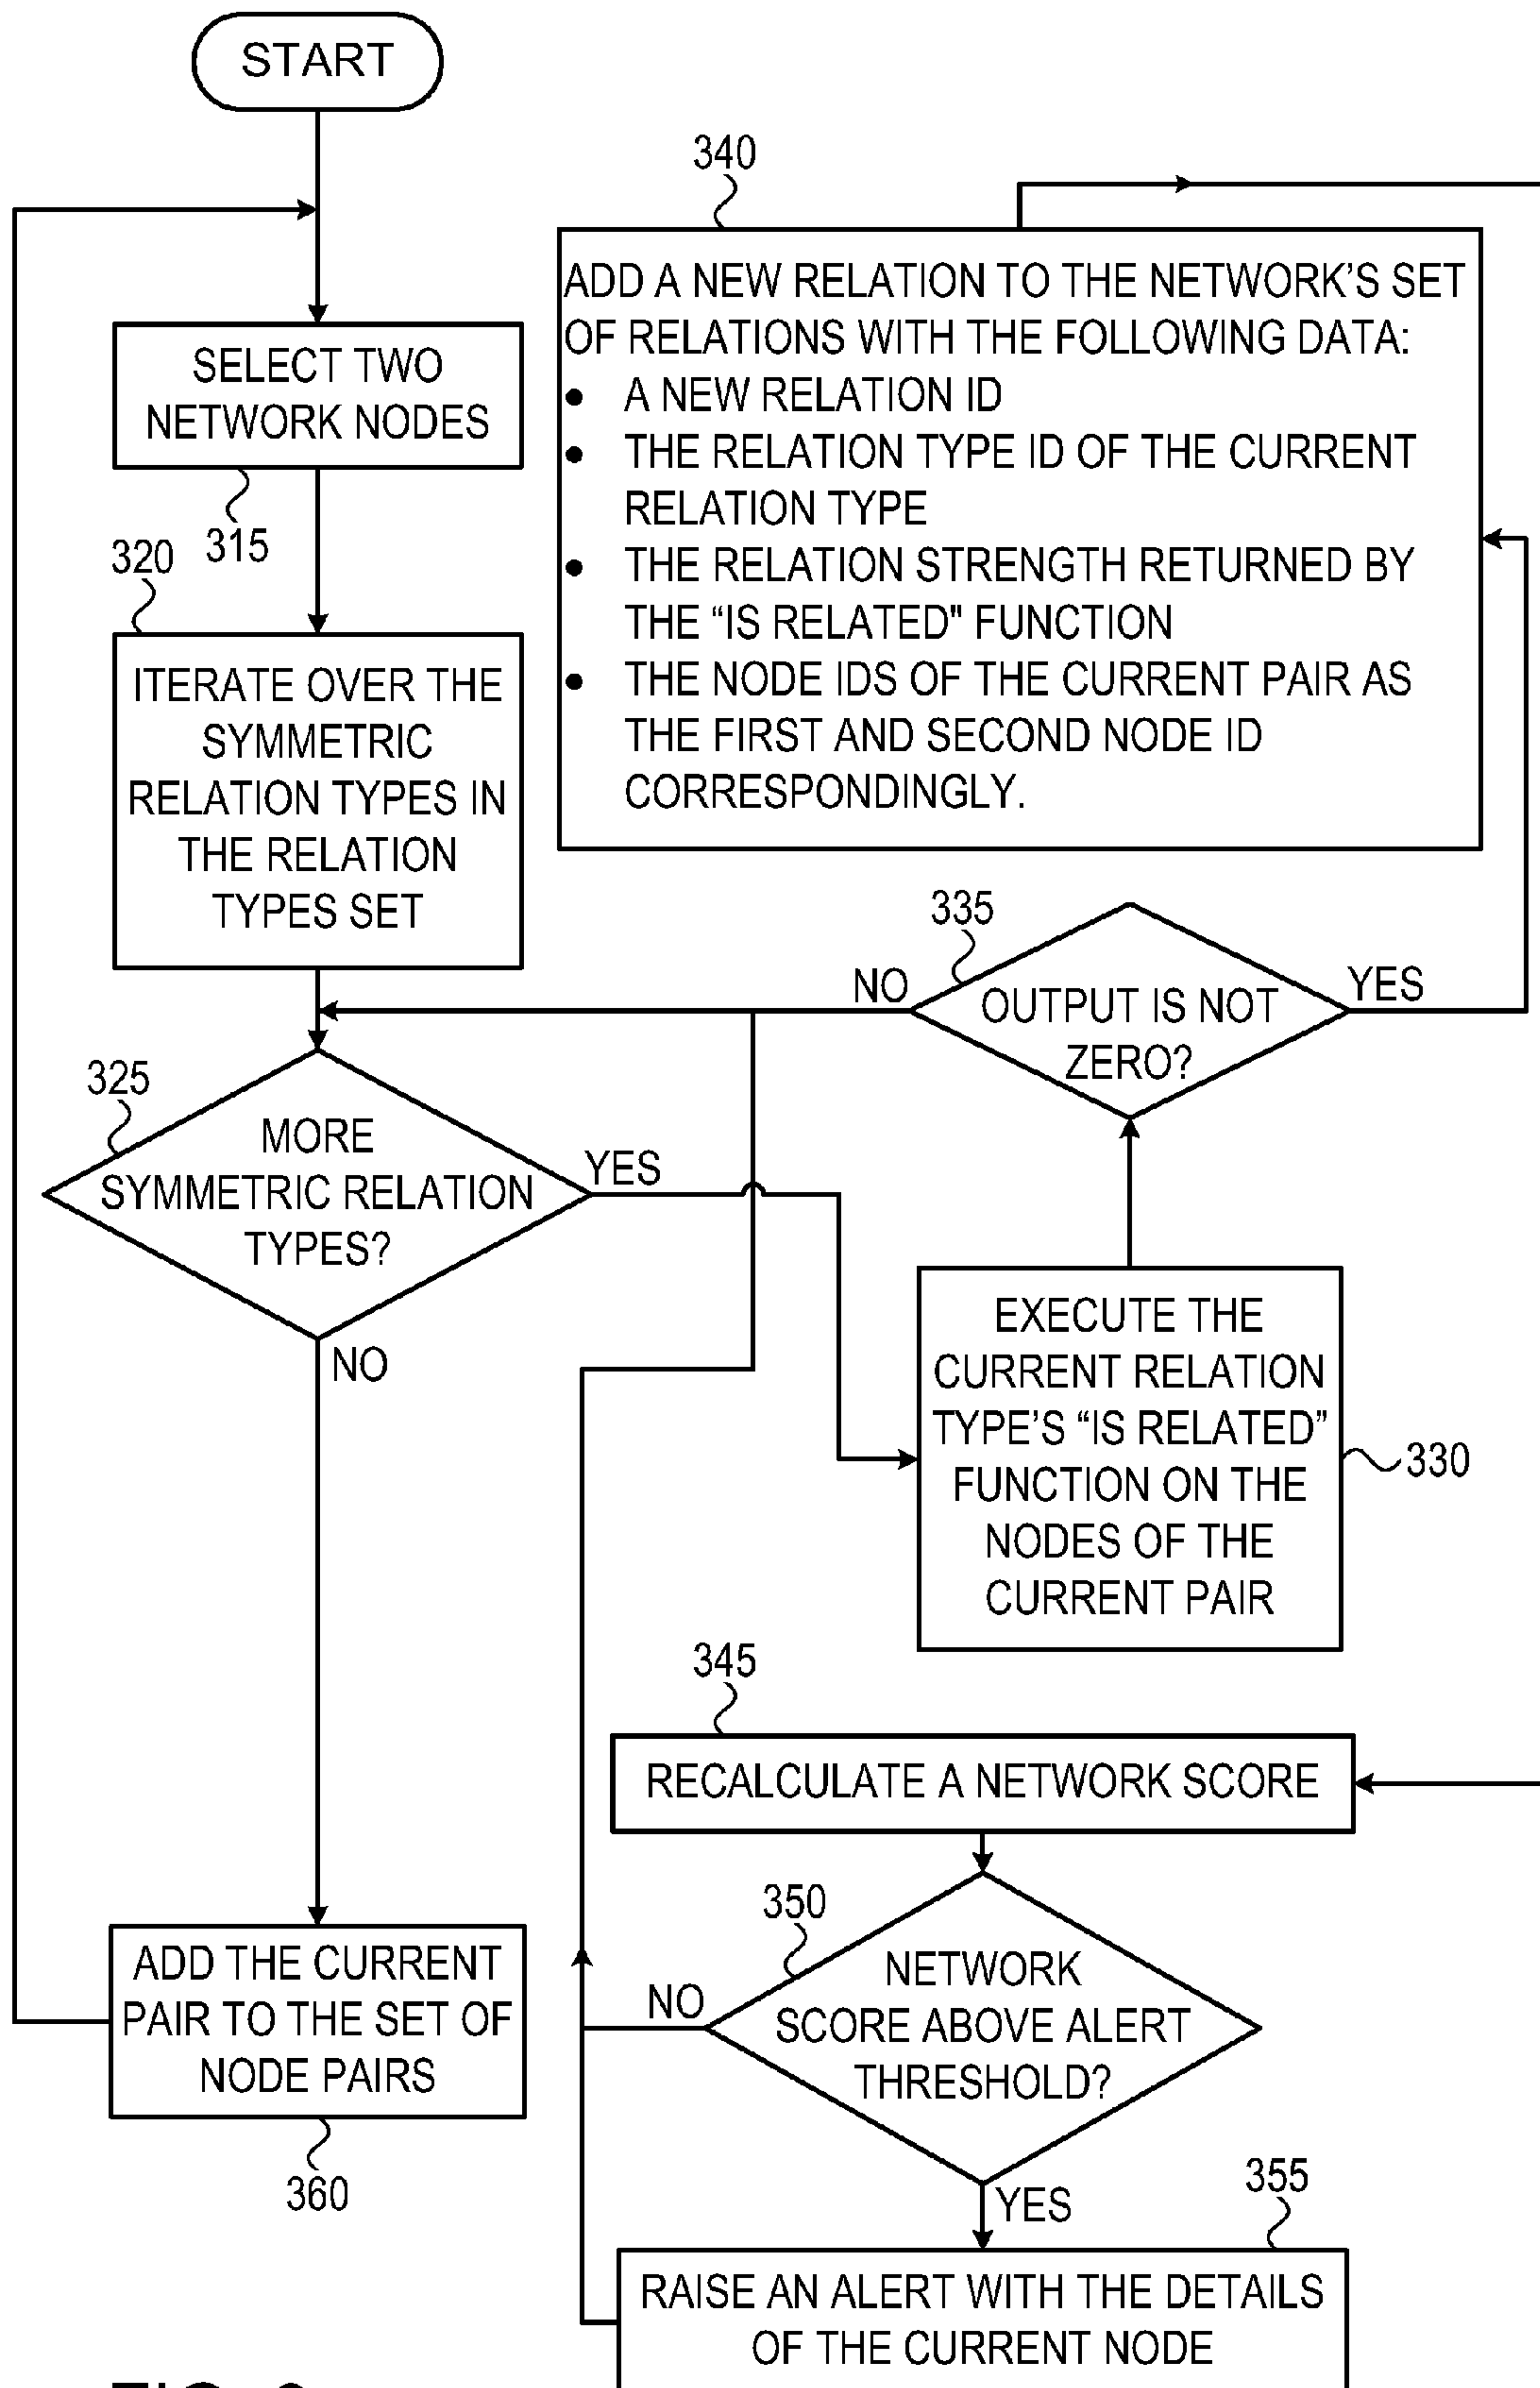 START
340
ADD A NEW RELATION TO THE NETWORK'S SET
OF RELATIONS WITH THE FOLLOWING DATA:
• A NEW RELATION ID
• THE RELATION TYPE ID OF THE CURRENT
RELATION TYPE
• THE RELATION STRENGTH RETURNED BY
THE “IS RELATED" FUNCTION
• THE NODE IDS OF THE CURRENT PAIR AS
THE FIRST AND SECOND NODE ID
CORRESPONDINGLY.
SELECT TWO
NETWORK NODES
315
320
ITERATE OVER THE
SYMMETRIC
RELATION TYPES IN
THE RELATION
TYPES SET
335
NO
OUTPUT IS NOT
ZERO?
YES
325
MORE
SYMMETRIC RELATION
TYPES?
YES
NO
EXECUTE THE
CURRENT RELATION
TYPE'S “IS RELATED”
FUNCTION ON THE
NODES OF THE
CURRENT PAIR
330
345
RECALCULATE A NETWORK SCORE
350
NETWORK
SCORE ABOVE ALERT
THRESHOLD?
NO
YES
ADD THE CURRENT
PAIR TO THE SET OF
NODE PAIRS
360
355
RAISE AN ALERT WITH THE DETAILS
OF THE CURRENT NODE